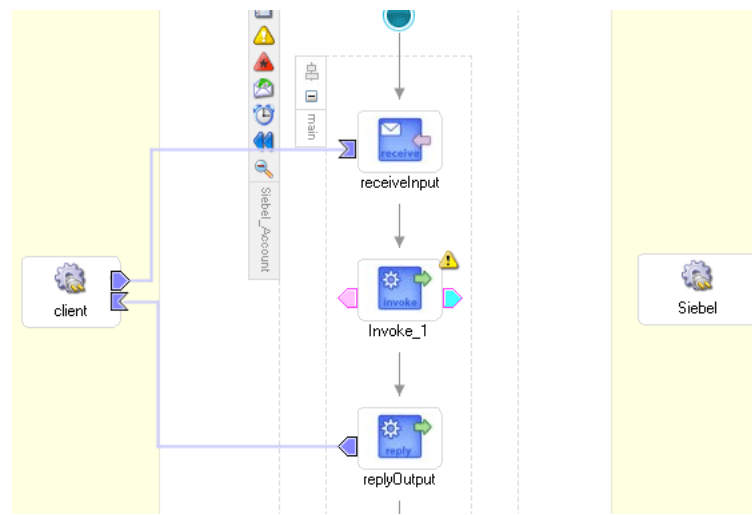 main
receive
receiveInput
Siebel_Account
client
invoke
Invoke_1
Siebel
reply
replyOutput